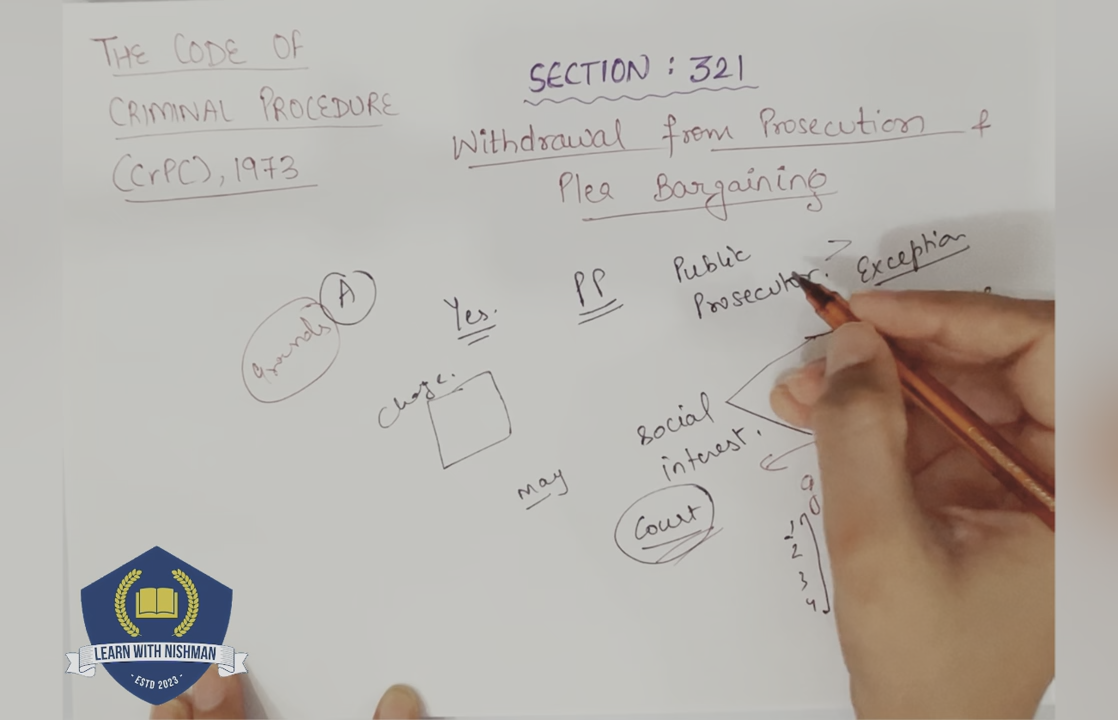 THE CODE OF
CRIMINAL PROCEDURE
(CrPC), 1973
SECTION : 321
Withdrawal from Prosecution &
Plea Bargaining
A
grounds
Yes.
PP
Public
Prosecutor.
Exception
social
interest.
may
Court
1
2
3
4
LEARN WITH NISHMAN
- ESTD 2023 -